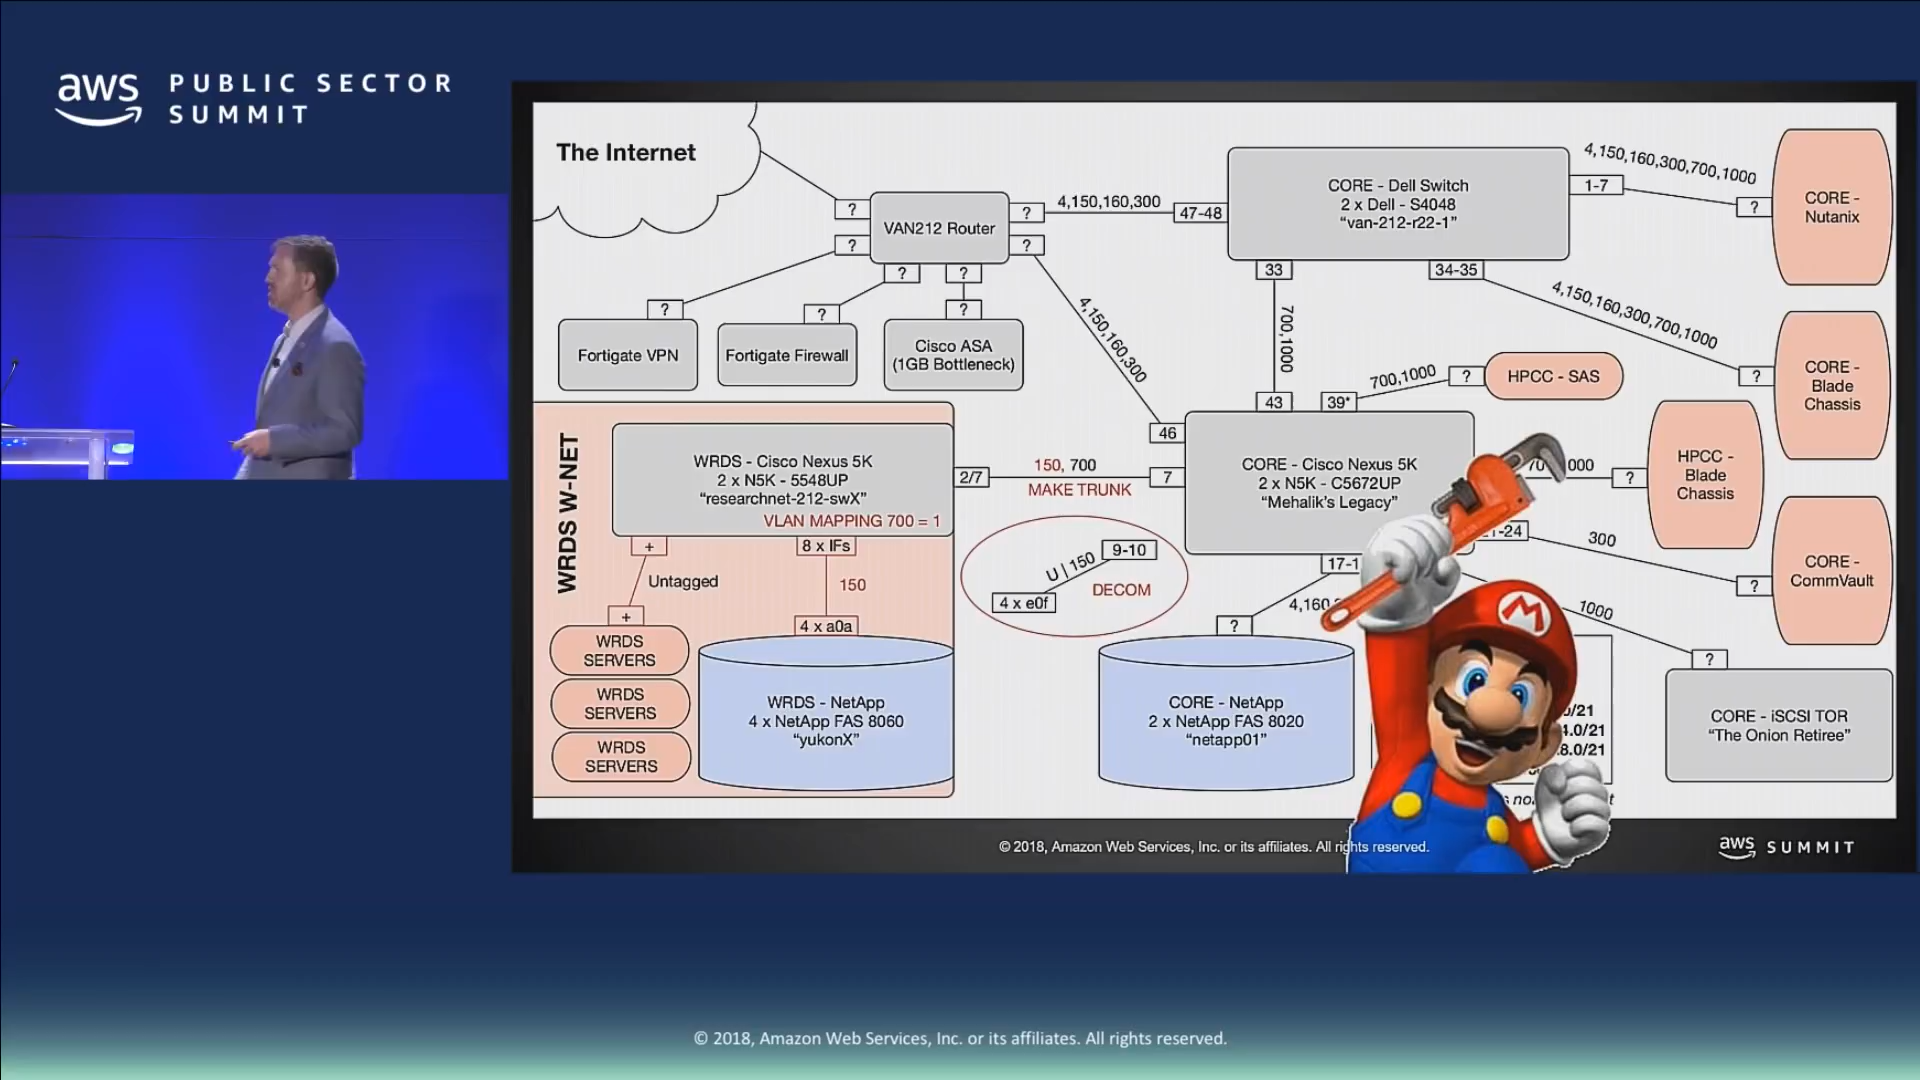 aws PUBLIC SECTOR
SUMMIT
The Internet
?
?
VAN212 Router
?
?
?
?
4,150,160,300
47-48
CORE - Dell Switch
2 x Dell - S4048
"van-212-r22-1"
1-7
4,150,160,300,700,1000
?
CORE -
Nutanix
33
34-35
4,150,160,300,700,1000
?
CORE -
Blade
Chassis
?
Fortigate VPN
?
Fortigate Firewall
?
Cisco ASA
(1GB Bottleneck)
4,150,160,300
700,1000
700,1000
?
HPCC - SAS
43
39*
46
WRDS W-NET
WRDS - Cisco Nexus 5K
2 x N5K - 5548UP
"researchnet-212-swX"
VLAN MAPPING 700 = 1
2/7
150, 700
MAKE TRUNK
7
CORE - Cisco Nexus 5K
2 x N5K - C5672UP
"Mehalik's Legacy"
000
?
HPCC -
Blade
Chassis
-24
300
?
CORE -
CommVault
+
Untagged
+
8 x IFs
150
4 x a0a
U | 150
9-10
4 x e0f
DECOM
17-1
4,160
?
1000
?
WRDS
SERVERS
WRDS
SERVERS
WRDS
SERVERS
WRDS - NetApp
4 x NetApp FAS 8060
"yukonX"
CORE - NetApp
2 x NetApp FAS 8020
"netapp01"
M
/21
.0/21
8.0/21
CORE - iSCSI TOR
"The Onion Retiree"
© 2018, Amazon Web Services, Inc. or its affiliates. All rights reserved.
aws SUMMIT
© 2018, Amazon Web Services, Inc. or its affiliates. All rights reserved.